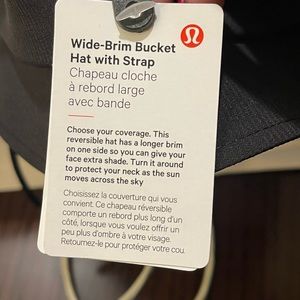 Wide-Brim Bucket
Hat with Strap
Chapeau cloche
à rebord large
avec bande
Choose your coverage. This
reversible hat has a longer brim
on one side so you can give your
face extra shade. Turn it around
to protect your neck as the sun
moves across the sky
Choisissez la couverture qui vous
convient. Ce chapeau réversible
comporte un rebord plus long d'un
côté, lorsque vous voulez offrir un
peu plus d'ombre à votre visage.
Retournez-le pour protéger votre cou.